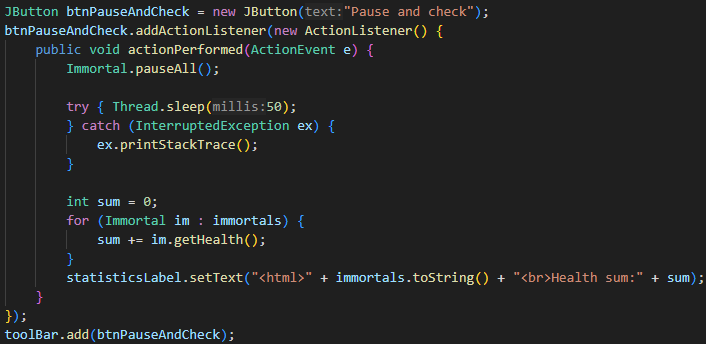 JButton btnPauseAndCheck = new JButton(text:"Pause and check");
btnPauseAndCheck.addActionListener(new ActionListener() {
    public void actionPerformed(ActionEvent e) {
        Immortal.pauseAll();

        try { Thread.sleep(millis:50);
        } catch (InterruptedException ex) {
            ex.printStackTrace();
        }

        int sum = 0;
        for (Immortal im : immortals) {
            sum += im.getHealth();
        }
        statisticsLabel.setText("<html>" + immortals.toString() + "<br>Health sum:" + sum);
    }
});
toolBar.add(btnPauseAndCheck);